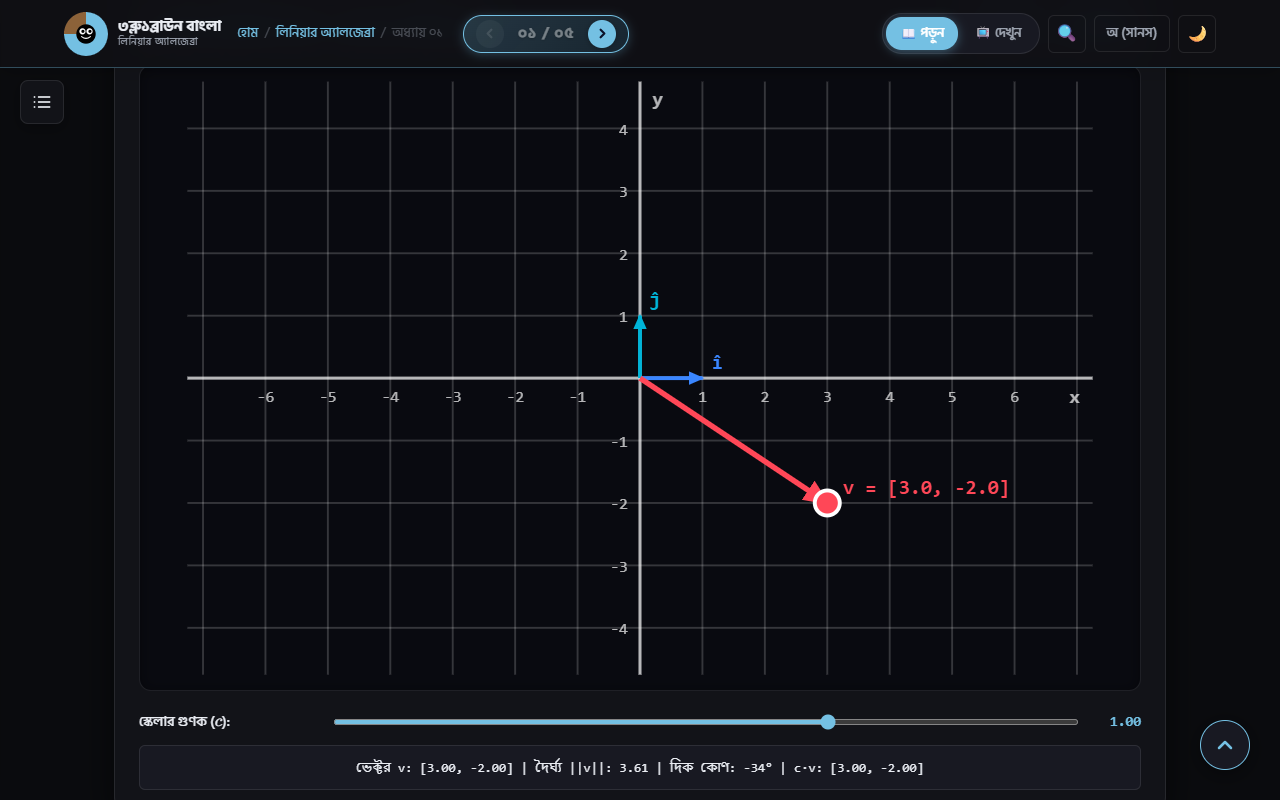 ৩ব্লু১ব্রাউন বাংলা
লিনিয়ার অ্যালজেব্রা
হোম / লিনিয়ার অ্যালজেব্রা / অধ্যায় ০১
০১ / ০৫
পড়ুন
দেখুন
অ (সানস)
y
4
3
2
ĵ
1
î
-6 -5 -4 -3 -2 -1 1 2 3 4 5 6 x
-1
v = [3.0, -2.0]
-2
-3
-4
স্কেলার গুণক (c): 1.00
ভেক্টর v: [3.00, -2.00] | দৈর্ঘ্য ||v||: 3.61 | দিক কোণ: -34° | c·v: [3.00, -2.00]